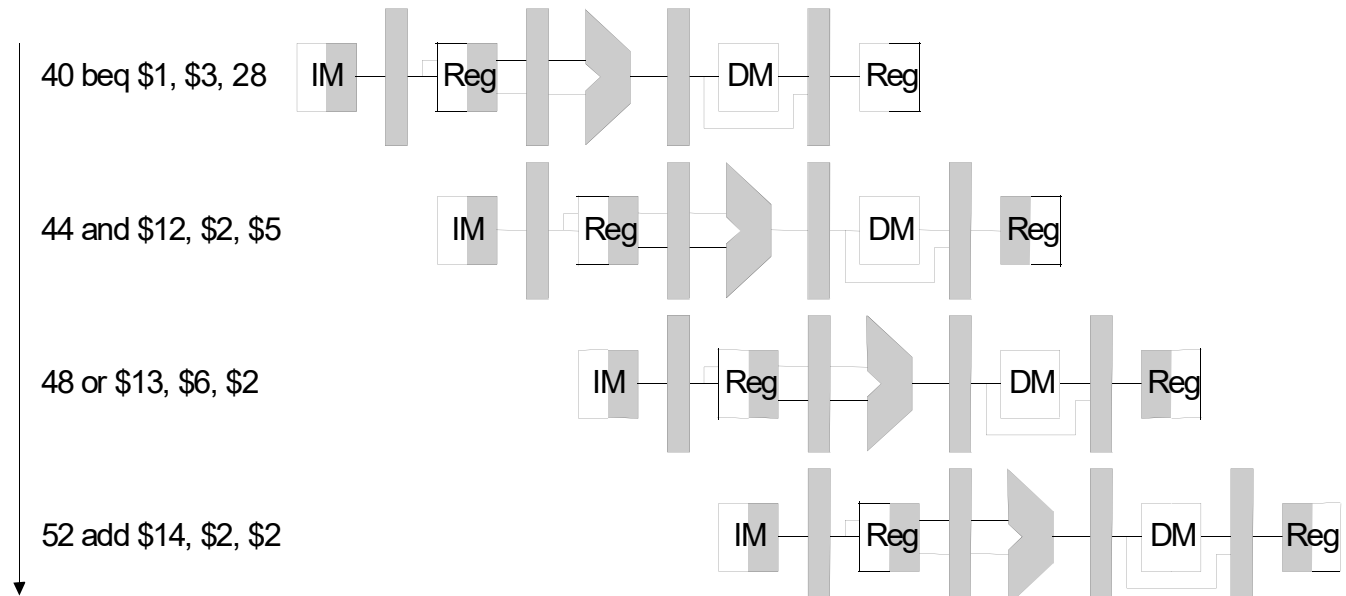 40 beq $1, $3, 28 IM Reg DM Reg
44 and $12, $2, $5 IM Reg DM Reg
48 or $13, $6, $2 IM Reg DM Reg
52 add $14, $2, $2 IM Reg DM Reg